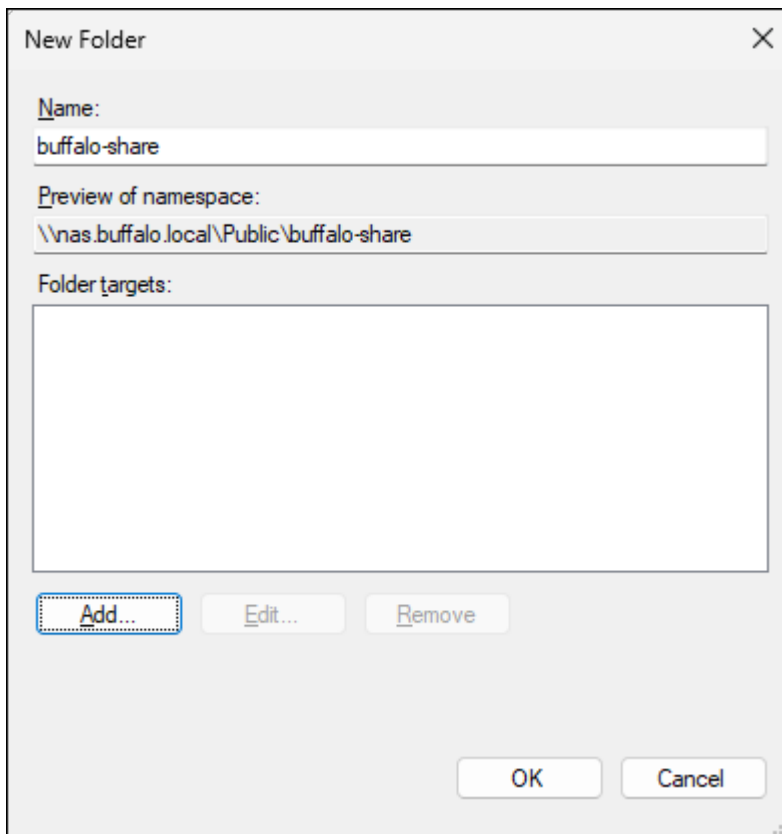 New Folder
Name:
buffalo-share
Preview of namespace:
\\nas.buffalo.local\Public\buffalo-share
Folder targets:
Add... Edit... Remove
OK Cancel